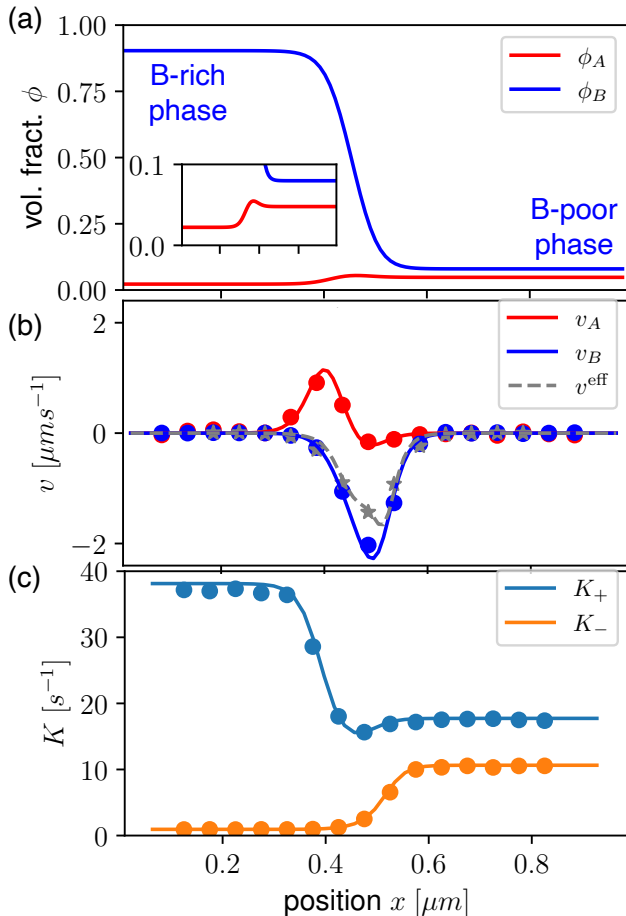 (a)
1.00
0.75
0.50
0.25
0.00
vol. fract. ϕ
B-rich
phase
ϕ_A
ϕ_B
0.1
0.0
B-poor
phase
(b)
2
0
−2
v [μms⁻¹]
v_A
v_B
v^eff
(c)
40
30
20
10
0
K [s⁻¹]
K_+
K_−
0.2 0.4 0.6 0.8
position x [μm]